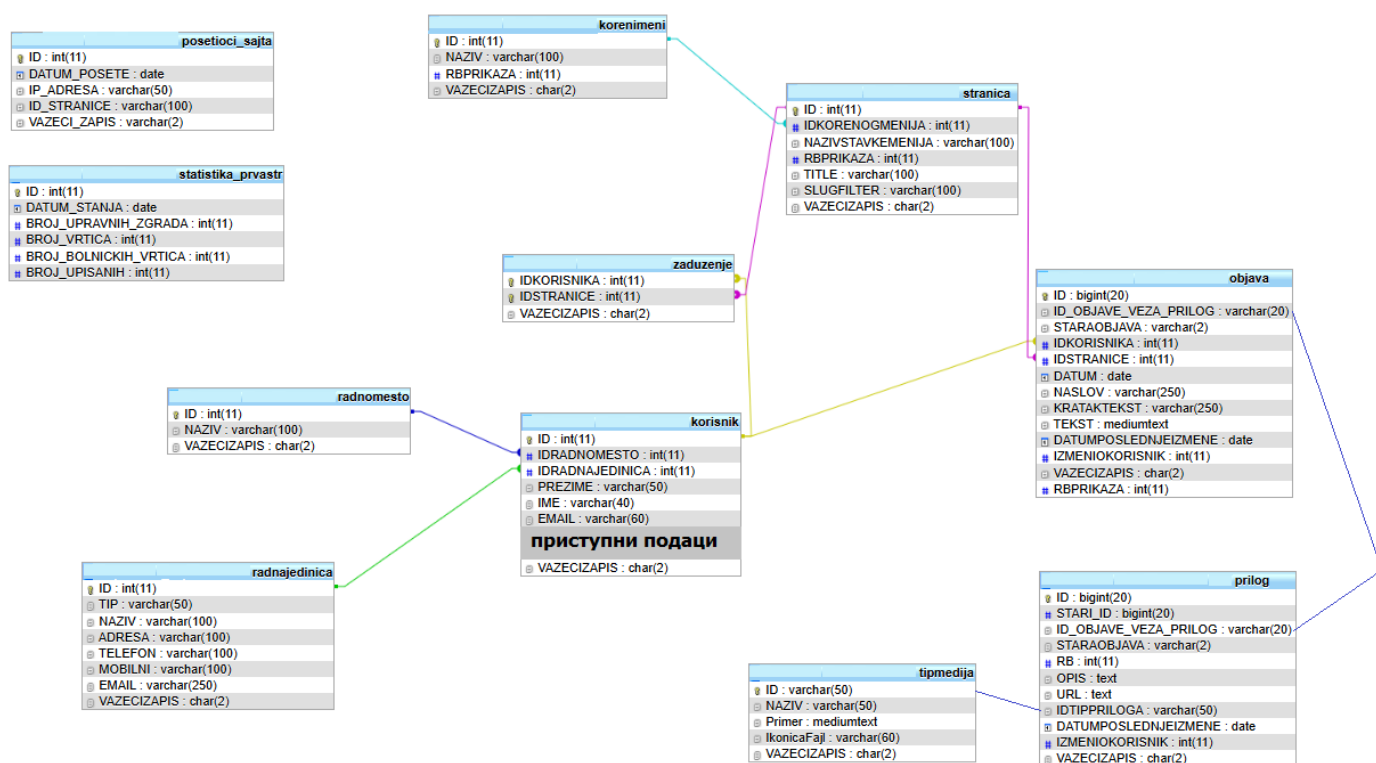 posetioci_sajta
ID : int(11)
DATUM_POSETE : date
IP_ADRESA : varchar(50)
ID_STRANICE : varchar(100)
VAZECI_ZAPIS : varchar(2)
statistika_prvastr
ID : int(11)
DATUM_STANJA : date
BROJ_UPRAVNIH_ZGRADA : int(11)
BROJ_VRTICA : int(11)
BROJ_BOLNICKIH_VRTICA : int(11)
BROJ_UPISANIH : int(11)
korenimeni
ID : int(11)
NAZIV : varchar(100)
RBPRIKAZA : int(11)
VAZECIZAPIS : char(2)
stranica
ID : int(11)
IDKORENOGMENIJA : int(11)
NAZIVSTAVKEMENIJA : varchar(100)
RBPRIKAZA : int(11)
TITLE : varchar(100)
SLUGFILTER : varchar(100)
VAZECIZAPIS : char(2)
zaduzenje
IDKORISNIKA : int(11)
IDSTRANICE : int(11)
VAZECIZAPIS : char(2)
objava
ID : bigint(20)
ID_OBJAVE_VEZA_PRILOG : varchar(20)
STARAOBJAVA : varchar(2)
IDKORISNIKA : int(11)
IDSTRANICE : int(11)
DATUM : date
NASLOV : varchar(250)
KRATAKTEKST : varchar(250)
TEKST : mediumtext
DATUMPOSLEDNJEIZMENE : date
IZMENIOKORISNIK : int(11)
VAZECIZAPIS : char(2)
RBPRIKAZA : int(11)
radnomesto
ID : int(11)
NAZIV : varchar(100)
VAZECIZAPIS : char(2)
korisnik
ID : int(11)
IDRADNOMESTO : int(11)
IDRADNAJEDINICA : int(11)
PREZIME : varchar(50)
IME : varchar(40)
EMAIL : varchar(60)
приступни подаци
VAZECIZAPIS : char(2)
radnajedinica
ID : int(11)
TIP : varchar(50)
NAZIV : varchar(100)
ADRESA : varchar(100)
TELEFON : varchar(100)
MOBILNI : varchar(100)
EMAIL : varchar(250)
VAZECIZAPIS : char(2)
tipmedija
ID : varchar(50)
NAZIV : varchar(50)
Primer : mediumtext
IkonicaFajl : varchar(60)
VAZECIZAPIS : char(2)
prilog
ID : bigint(20)
STARI_ID : bigint(20)
ID_OBJAVE_VEZA_PRILOG : varchar(20)
STARAOBJAVA : varchar(2)
RB : int(11)
OPIS : text
URL : text
IDTIPPRILOGA : varchar(50)
DATUMPOSLEDNJEIZMENE : date
IZMENIOKORISNIK : int(11)
VAZECIZAPIS : char(2)